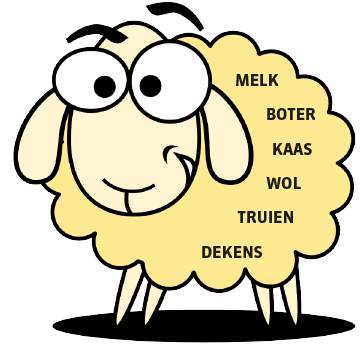 MELK
BOTER
KAAS
WOL
TRUIEN
DEKENS